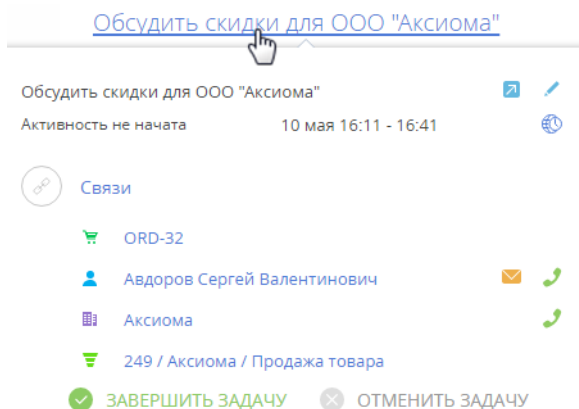 Обсудить скидки для ООО "Аксиома"
Обсудить скидки для ООО "Аксиома"
Активность не начата 10 мая 16:11 - 16:41
Связи
ORD-32
Авдоров Сергей Валентинович
Аксиома
249 / Аксиома / Продажа товара
ЗАВЕРШИТЬ ЗАДАЧУ ОТМЕНИТЬ ЗАДАЧУ